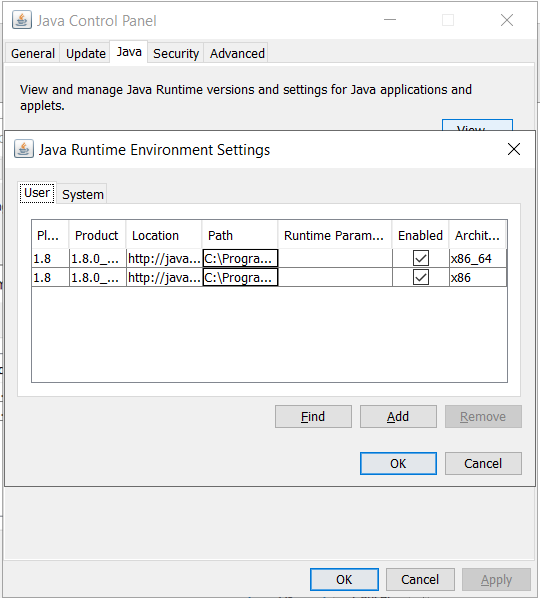 Java Control Panel
General Update Java Security Advanced
View and manage Java Runtime versions and settings for Java applications and
applets.
View...
Java Runtime Environment Settings
User System
Pl... Product Location Path Runtime Param... Enabled Archit...
1.8 1.8.0_... http://java... C:\Progra... x86_64
1.8 1.8.0_... http://java... C:\Progra... x86
Find Add Remove
OK Cancel
OK Cancel Apply